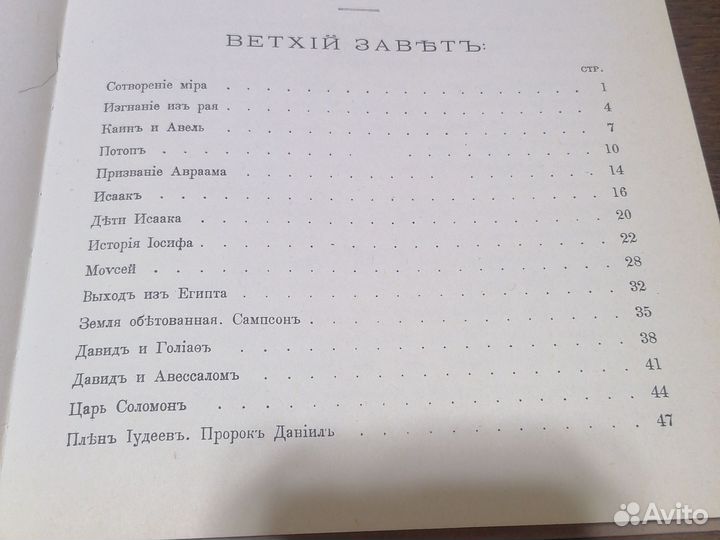 ВЕТХІЙ ЗАВѢТЪ:
СТР.
Сотвореніе міра . . . . . . . . . . . . . . 1
Изгнаніе изъ рая . . . . . . . . . . . . . . 4
Каинъ и Авель . . . . . . . . . . . . . . 7
Потопъ . . . . . . . . . . . . . . 10
Призваніе Авраама . . . . . . . . . . . . . . 14
Исаакъ . . . . . . . . . . . . . . 16
Дѣти Исаака . . . . . . . . . . . . . . 20
Исторія Іосифа . . . . . . . . . . . . . . 22
Моѵсей . . . . . . . . . . . . . . 28
Выходъ изъ Египта . . . . . . . . . . . . . . 32
Земля обѣтованная. Сампсонъ . . . . . . . . . . . . 35
Давидъ и Голіаѳъ . . . . . . . . . . . . . . 38
Давидъ и Авессаломъ . . . . . . . . . . . . . 41
Царь Соломонъ . . . . . . . . . . . . . . 44
Плѣнъ Іудеевъ. Пророкъ Даніилъ . . . . . . . . . . 47
Avito